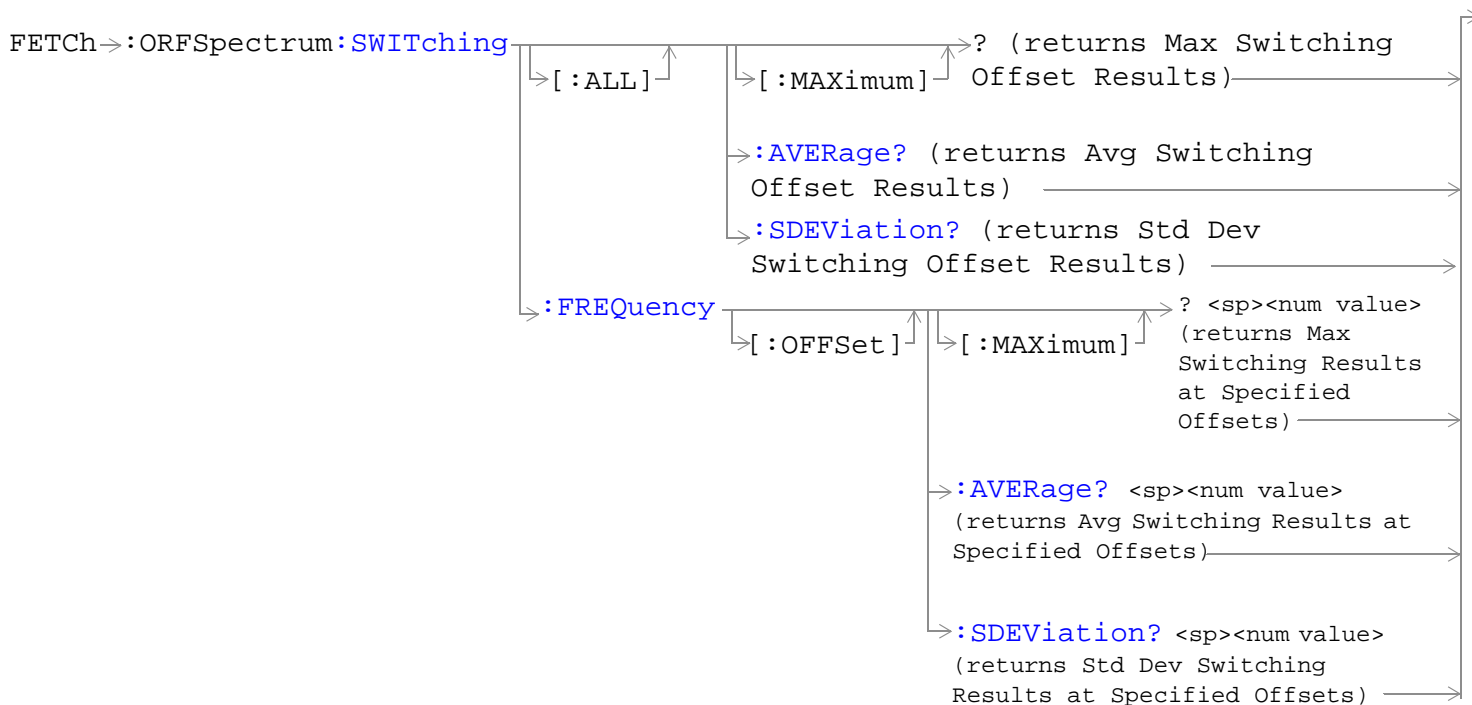 FETCh :ORFSpectrum:SWITching
[:ALL]
[:MAXimum]
? (returns Max Switching
Offset Results)
:AVERage? (returns Avg Switching
Offset Results)
:SDEViation? (returns Std Dev
Switching Offset Results)
:FREQuency
[:OFFSet]
[:MAXimum]
? <sp><num value>
(returns Max
Switching Results
at Specified
Offsets)
:AVERage? <sp><num value>
(returns Avg Switching Results at
Specified Offsets)
:SDEViation? <sp><num value>
(returns Std Dev Switching
Results at Specified Offsets)